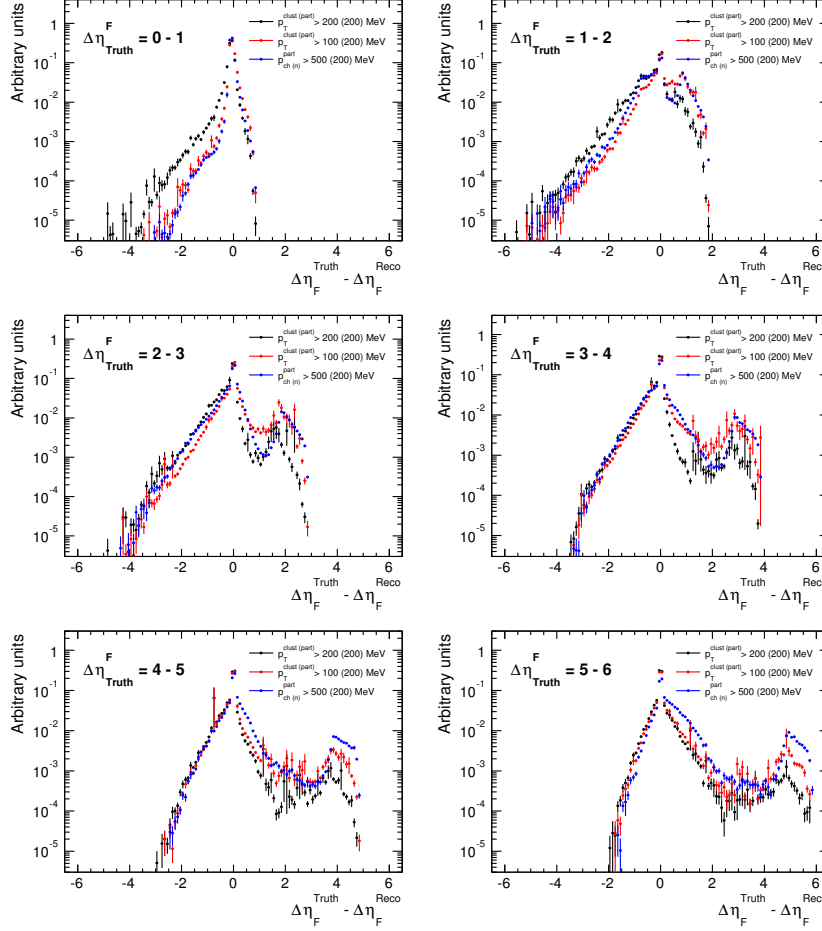 Arbitrary units
1
10⁻¹
10⁻²
10⁻³
10⁻⁴
10⁻⁵
Δη^F_Truth = 0 - 1
p_T^clust (part) > 200 (200) MeV
p_T^clust (part) > 100 (200) MeV
p_ch (n)^part > 500 (200) MeV
-6 -4 -2 0 2 4 6
Δη_F^Truth - Δη_F^Reco
Arbitrary units
1
10⁻¹
10⁻²
10⁻³
10⁻⁴
10⁻⁵
Δη^F_Truth = 1 - 2
p_T^clust (part) > 200 (200) MeV
p_T^clust (part) > 100 (200) MeV
p_ch (n)^part > 500 (200) MeV
-6 -4 -2 0 2 4 6
Δη_F^Truth - Δη_F^Reco
Arbitrary units
1
10⁻¹
10⁻²
10⁻³
10⁻⁴
10⁻⁵
Δη^F_Truth = 2 - 3
p_T^clust (part) > 200 (200) MeV
p_T^clust (part) > 100 (200) MeV
p_ch (n)^part > 500 (200) MeV
-6 -4 -2 0 2 4 6
Δη_F^Truth - Δη_F^Reco
Arbitrary units
1
10⁻¹
10⁻²
10⁻³
10⁻⁴
10⁻⁵
Δη^F_Truth = 3 - 4
p_T^clust (part) > 200 (200) MeV
p_T^clust (part) > 100 (200) MeV
p_ch (n)^part > 500 (200) MeV
-6 -4 -2 0 2 4 6
Δη_F^Truth - Δη_F^Reco
Arbitrary units
1
10⁻¹
10⁻²
10⁻³
10⁻⁴
10⁻⁵
Δη^F_Truth = 4 - 5
p_T^clust (part) > 200 (200) MeV
p_T^clust (part) > 100 (200) MeV
p_ch (n)^part > 500 (200) MeV
-6 -4 -2 0 2 4 6
Δη_F^Truth - Δη_F^Reco
Arbitrary units
1
10⁻¹
10⁻²
10⁻³
10⁻⁴
10⁻⁵
Δη^F_Truth = 5 - 6
p_T^clust (part) > 200 (200) MeV
p_T^clust (part) > 100 (200) MeV
p_ch (n)^part > 500 (200) MeV
-6 -4 -2 0 2 4 6
Δη_F^Truth - Δη_F^Reco